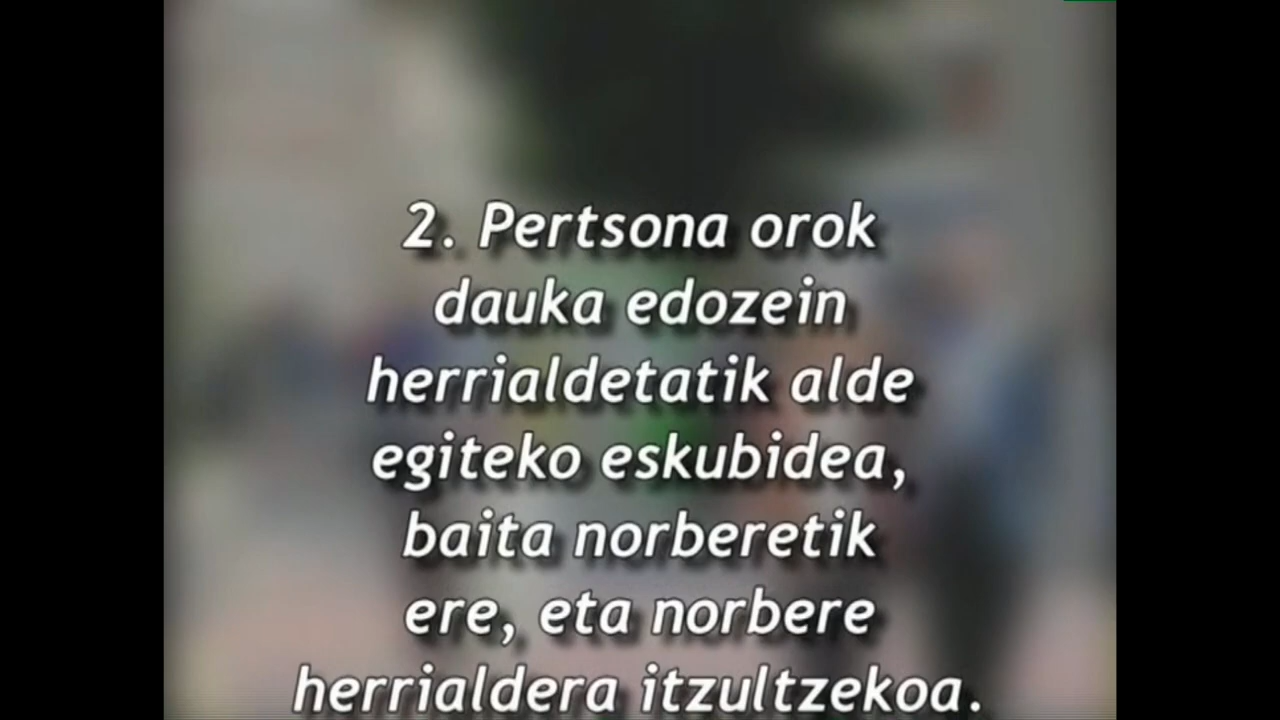 2. Pertsona orok
dauka edozein
herrialdetatik alde
egiteko eskubidea,
baita norberetik
ere, eta norbere
herrialdera itzultzekoa.